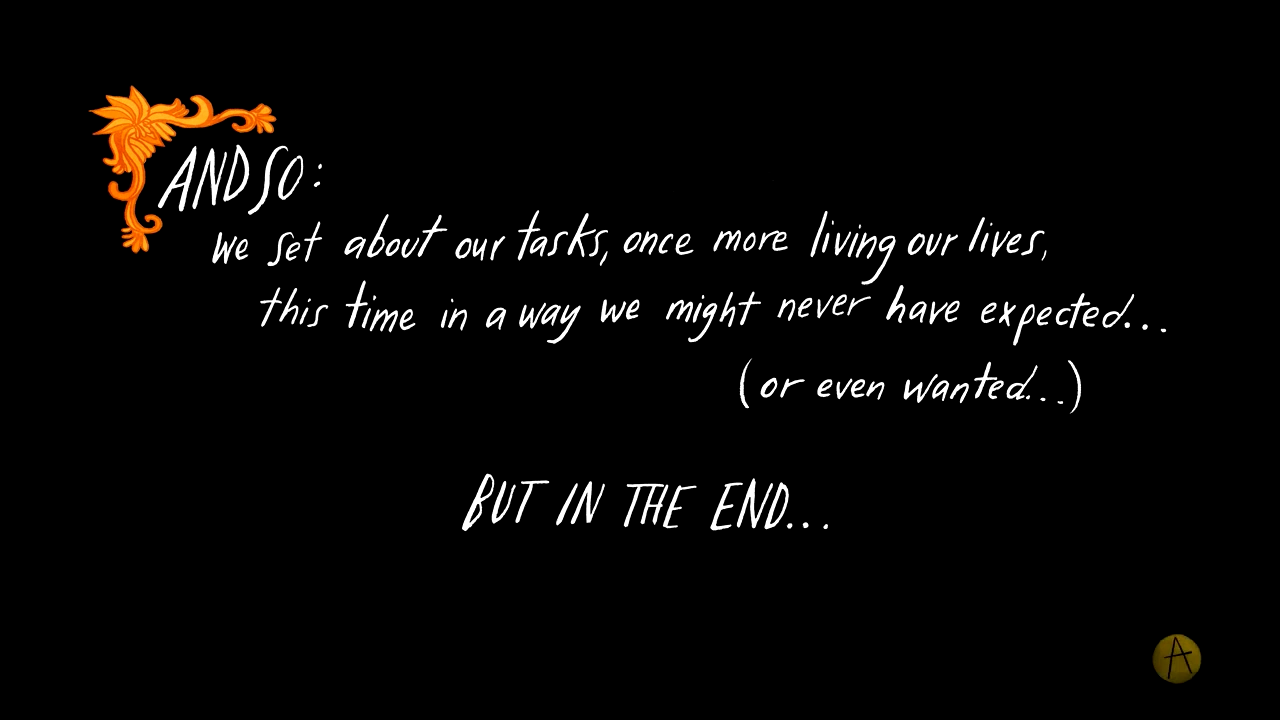 AND SO:
we set about our tasks, once more living our lives,
this time in a way we might never have expected...
(or even wanted...)
BUT IN THE END...
A